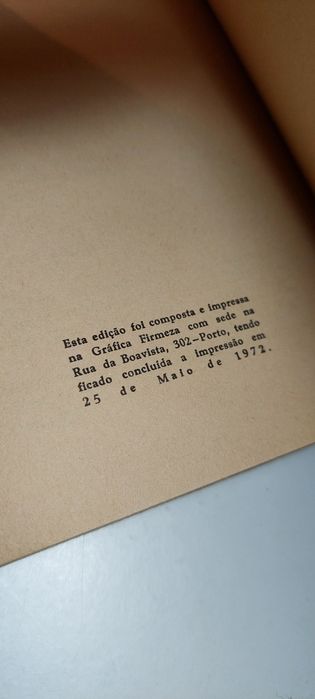 Esta edição foi composta e impressa
na Gráfica Firmeza com sede na
Rua da Boavista, 302-Porto, tendo
ficado concluída a impressão em
25 de Maio de 1972.